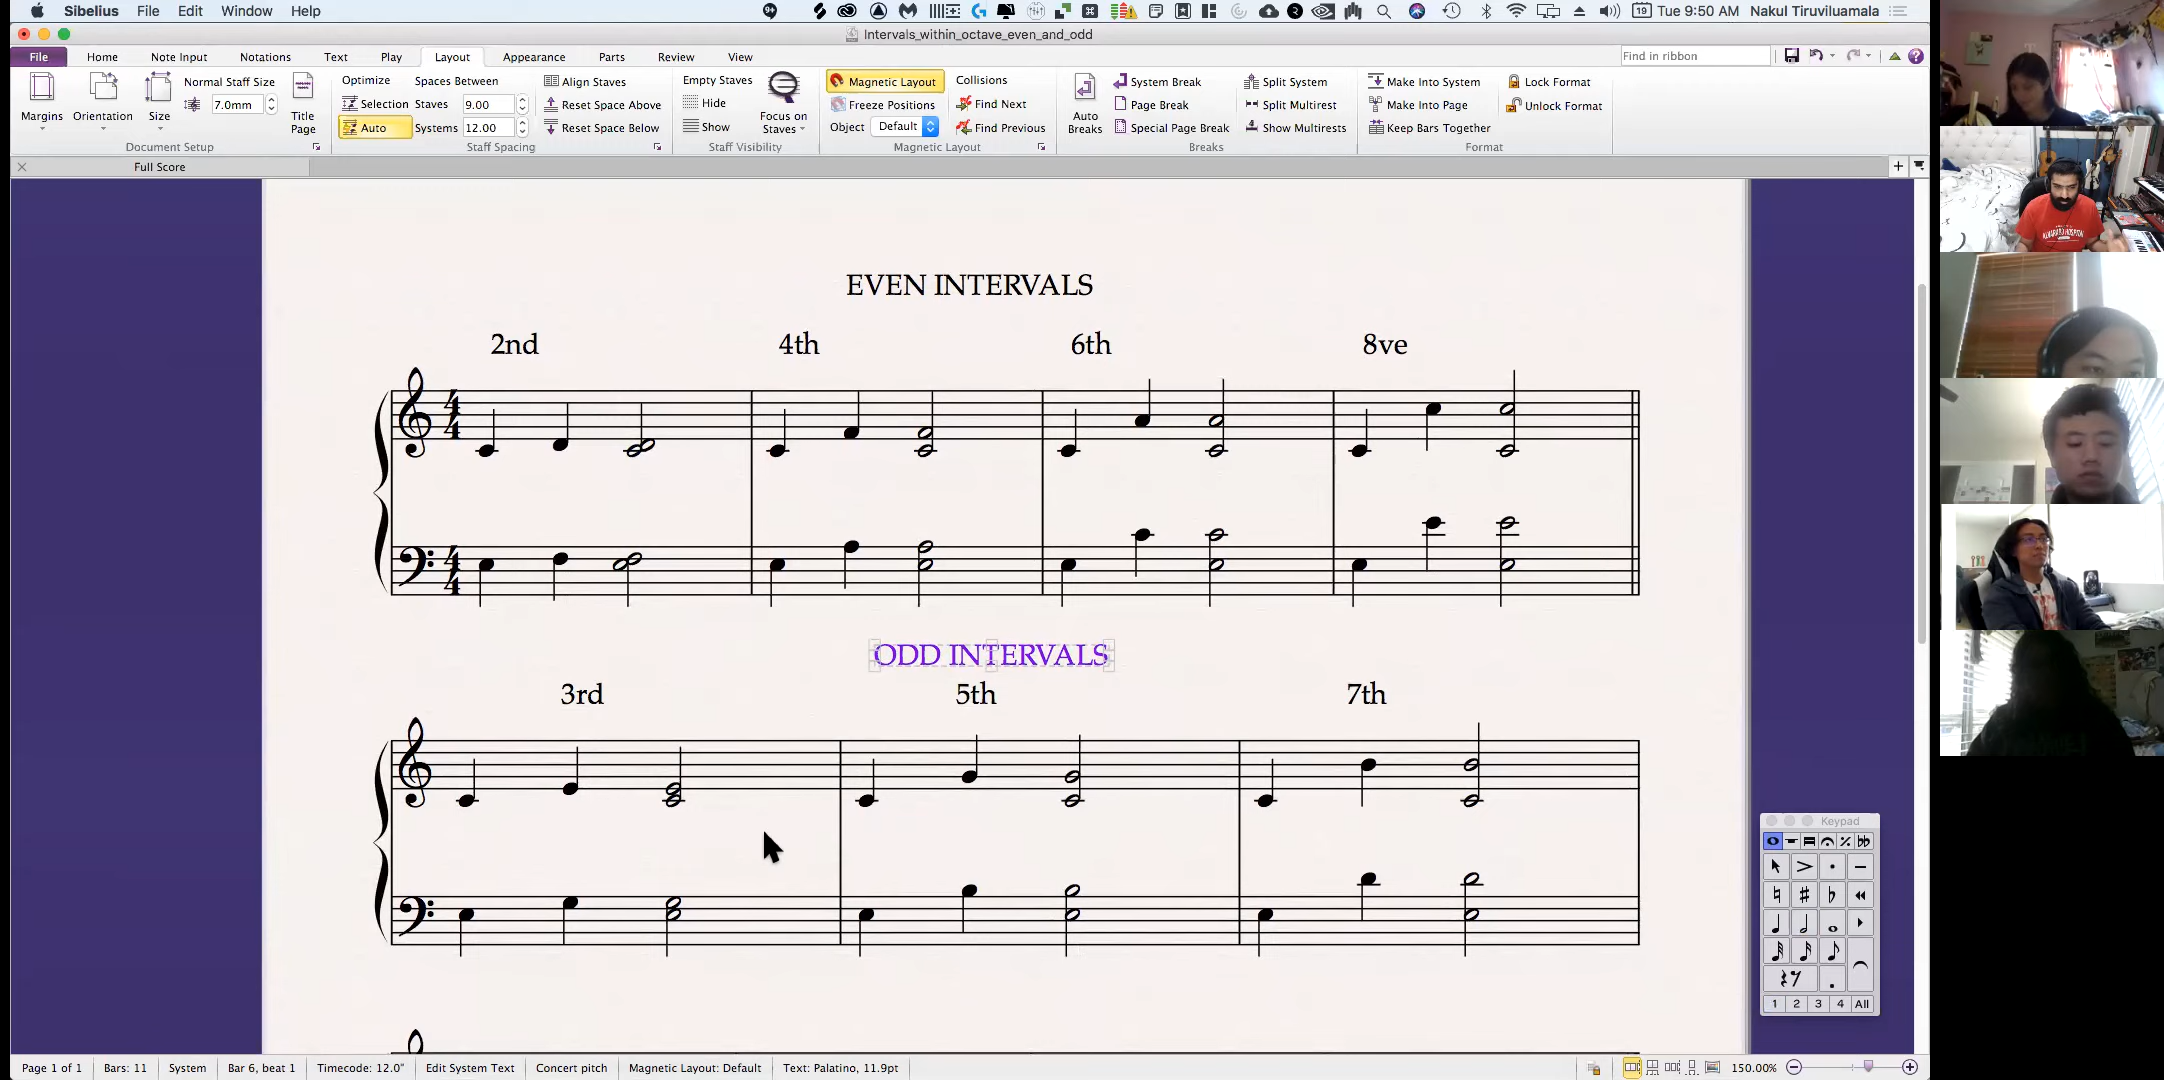 Sibelius File Edit Window Help Tue 9:50 AM Nakul Tiruviluamala
Intervals_within_octave_even_and_odd
File Home Note Input Notations Text Play Layout Appearance Parts Review View Find in ribbon
Normal Staff Size Optimize Spaces Between Align Staves Empty Staves Magnetic Layout Collisions System Break Split System Make Into System Lock Format
7.0mm Selection Staves 9.00 Reset Space Above Hide Freeze Positions Find Next Page Break Split Multirest Make Into Page Unlock Format
Margins Orientation Size Title Page Auto Systems 12.00 Reset Space Below Show Focus on Staves Object Default Find Previous Auto Breaks Special Page Break Show Multirests Keep Bars Together
Document Setup Staff Spacing Staff Visibility Magnetic Layout Breaks Format
Full Score
EVEN INTERVALS
2nd 4th 6th 8ve
4 4
4 4
ODD INTERVALS
3rd 5th 7th
Keypad
1 2 3 4 All
Page 1 of 1 Bars: 11 System Bar 6, beat 1 Timecode: 12.0" Edit System Text Concert pitch Magnetic Layout: Default Text: Palatino, 11.9pt 150.00%